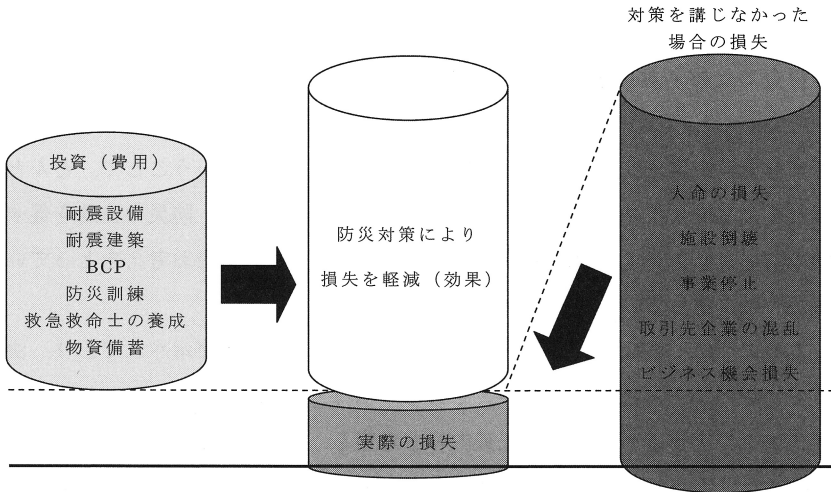 対策を講じなかった
場合の損失
投資（費用）
耐震設備
耐震建築
BCP
防災訓練
救急救命士の養成
物資備蓄
防災対策により
損失を軽減（効果）
実際の損失
人命の損失
施設倒壊
事業停止
取引先企業の混乱
ビジネス機会損失